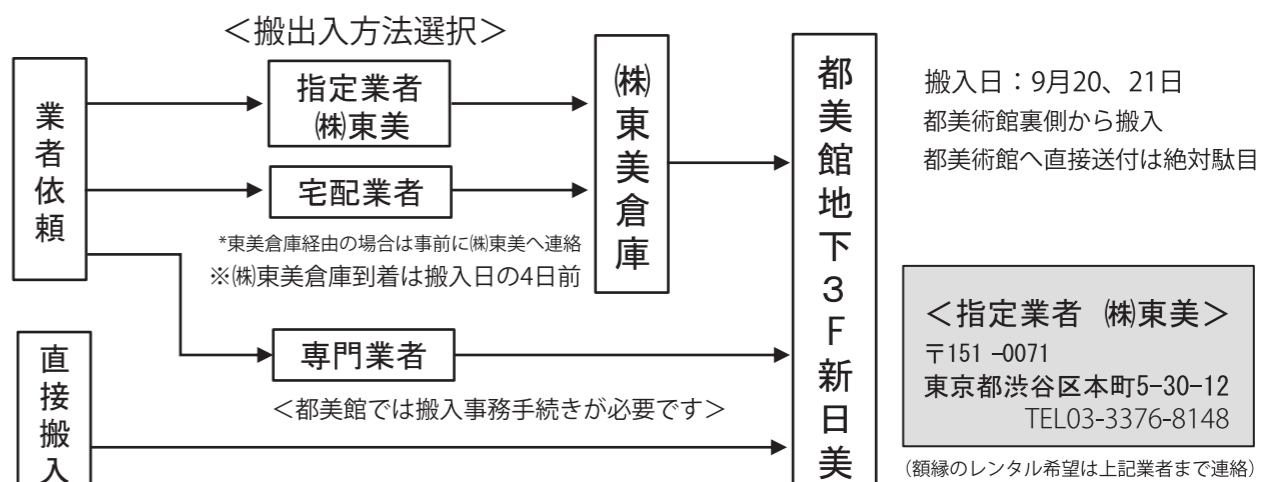 ＜搬出入方法選択＞
業者依頼
指定業者
㈱東美
宅配業者
*東美倉庫経由の場合は事前に㈱東美へ連絡
※㈱東美倉庫到着は搬入日の4日前
専門業者
＜都美館では搬入事務手続きが必要です＞
直接搬入
㈱東美倉庫
都美館地下３Ｆ新日美
搬入日：9月20、21日
都美術館裏側から搬入
都美術館へ直接送付は絶対駄目
＜指定業者 ㈱東美＞
〒151-0071
東京都渋谷区本町5-30-12
TEL03-3376-8148
（額縁のレンタル希望は上記業者まで連絡）